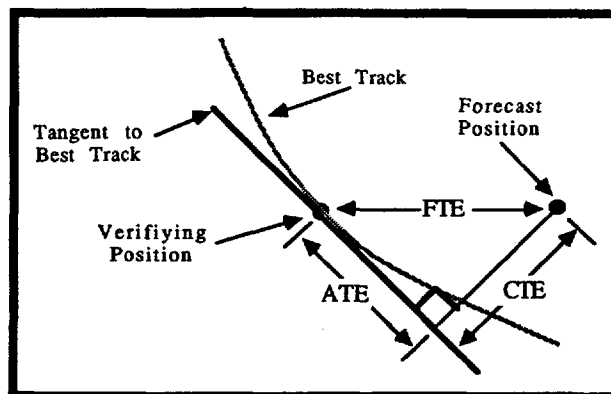 Best Track
Forecast
Position
Tangent to
Best Track
FTE
Verifiying
Position
ATE
CTE